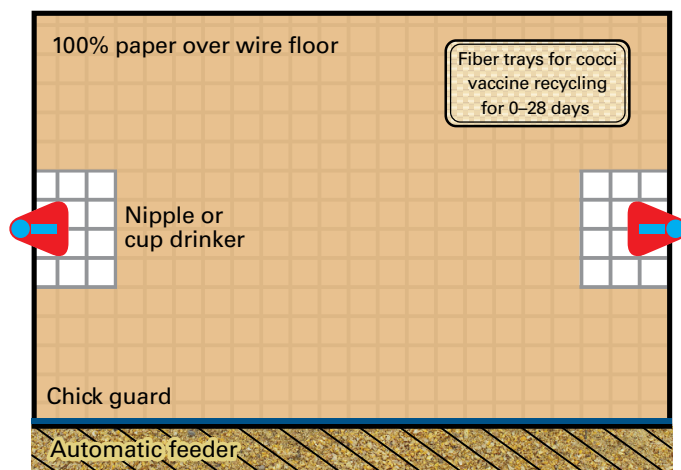 100% paper over wire floor
Fiber trays for cocci
vaccine recycling
for 0–28 days
Nipple or
cup drinker
Chick guard
Automatic feeder